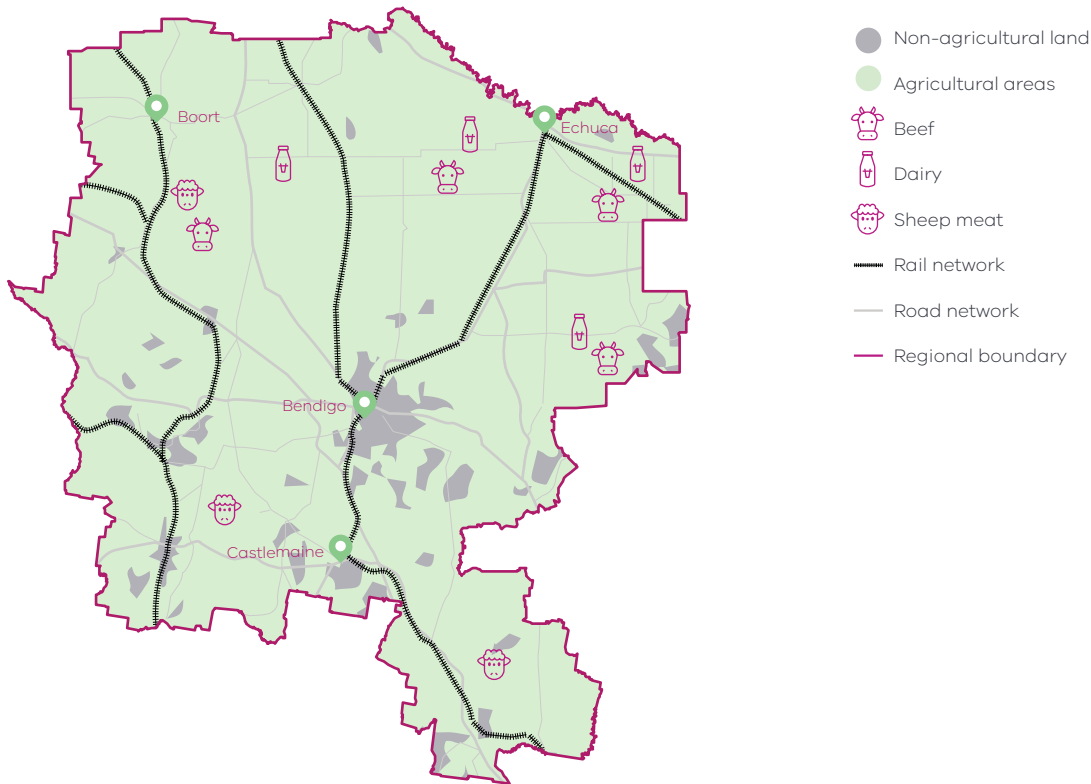 Boort
Echuca
Bendigo
Castlemaine
Non-agricultural land
Agricultural areas
Beef
Dairy
Sheep meat
Rail network
Road network
Regional boundary